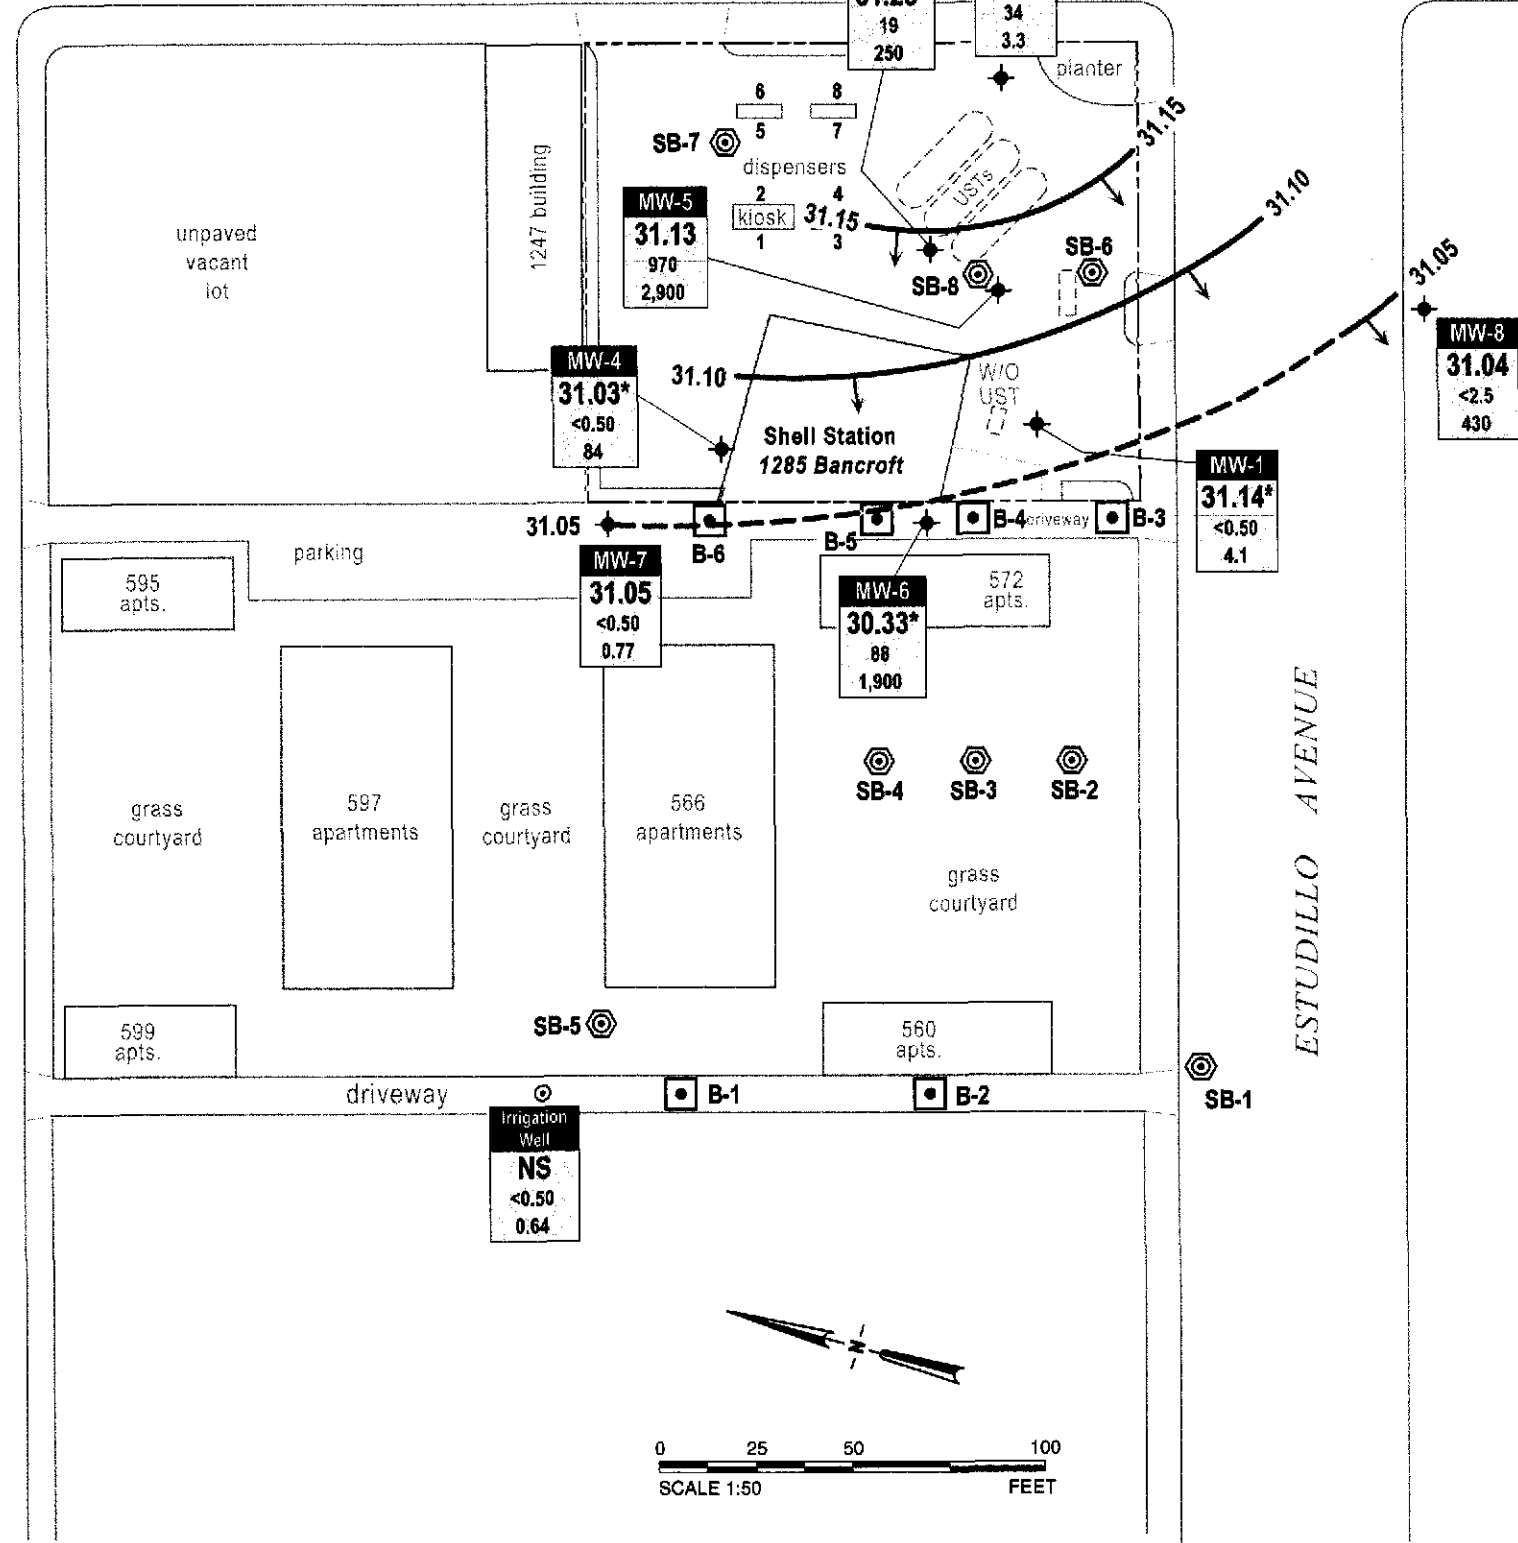 19
250
34
3.3
planter
6
8
5
7
SB-7
dispensers
2
4
kiosk
1
3
31.15
USTs
31.15
31.10
31.05
1247 building
unpaved
vacant
lot
MW-5
31.13
970
2,900
SB-8
SB-6
MW-8
31.04
<2.5
430
MW-4
31.03*
<0.50
84
31.10
W/O
UST
Shell Station
1285 Bancroft
MW-1
31.14*
<0.50
4.1
31.05
B-6
B-5
B-4
driveway
B-3
parking
595
apts.
MW-7
31.05
<0.50
0.77
MW-6
30.33*
88
1,900
572
apts.
SB-4
SB-3
SB-2
grass
courtyard
597
apartments
grass
courtyard
566
apartments
grass
courtyard
ESTUDILLO AVENUE
599
apts.
SB-5
560
apts.
driveway
B-1
B-2
SB-1
Irrigation
Well
NS
<0.50
0.64
N
0 25 50 100
SCALE 1:50 FEET